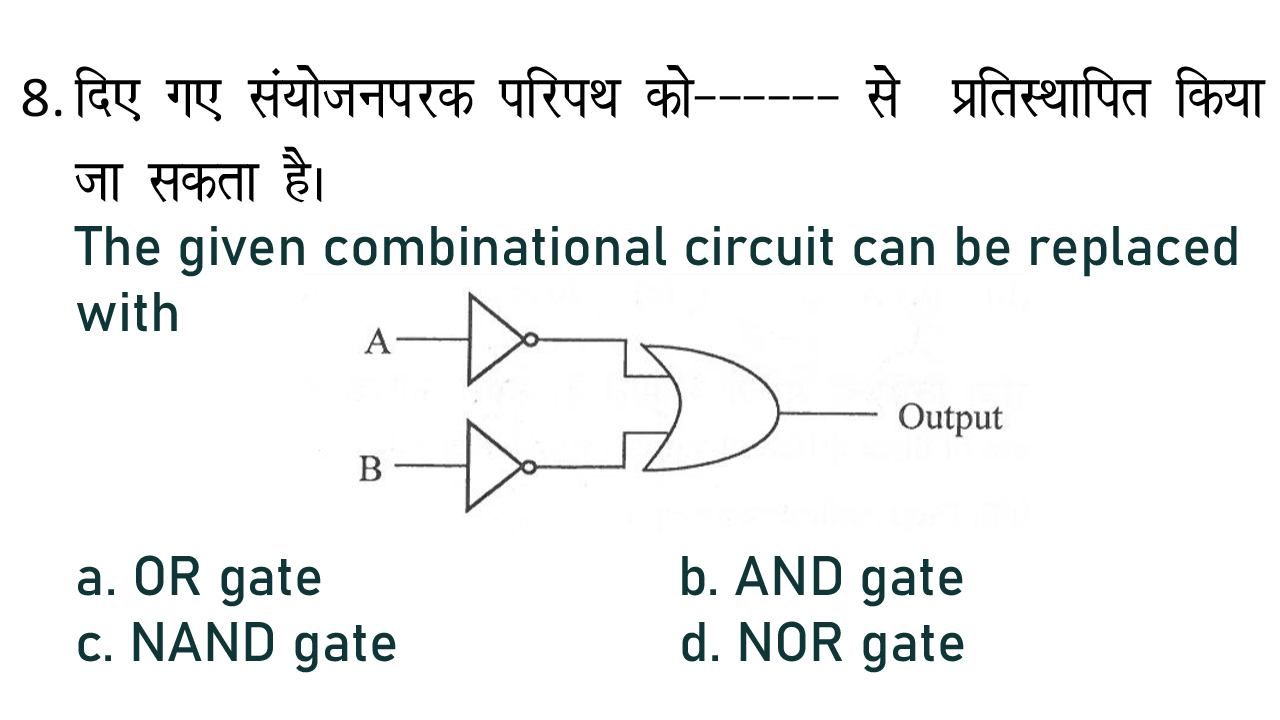 8. दिए गए संयोजनपरक परिपथ को------ से प्रतिस्थापित किया
जा सकता है।
The given combinational circuit can be replaced
with
A
B
Output
a. OR gate b. AND gate
c. NAND gate d. NOR gate